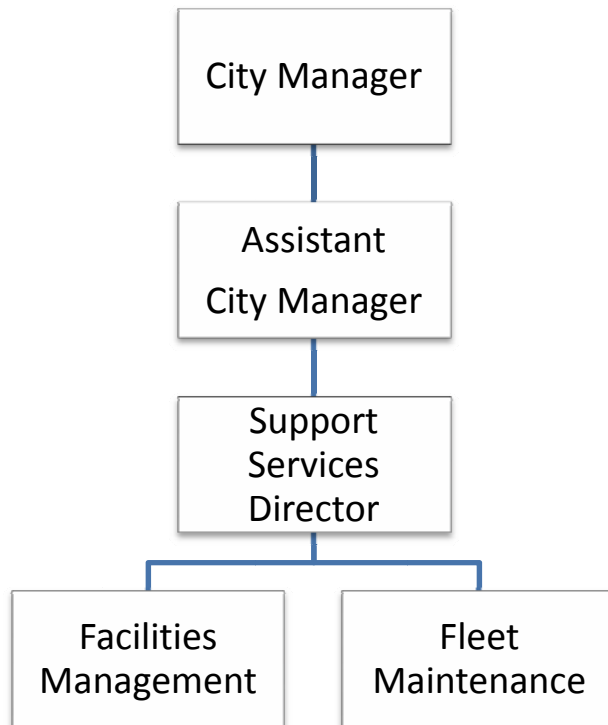 City Manager
Assistant
City Manager
Support
Services
Director
Facilities
Management
Fleet
Maintenance